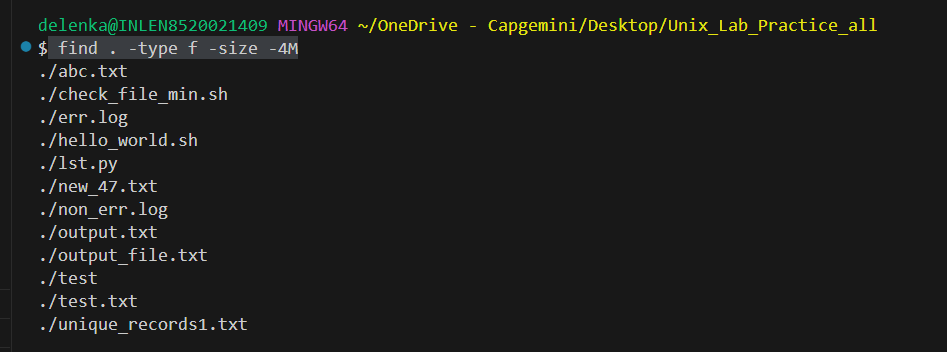 delenka@INLEN8520021409 MINGW64 ~/OneDrive - Capgemini/Desktop/Unix_Lab_Practice_all
$ find . -type f -size -4M
./abc.txt
./check_file_min.sh
./err.log
./hello_world.sh
./lst.py
./new_47.txt
./non_err.log
./output.txt
./output_file.txt
./test
./test.txt
./unique_records1.txt